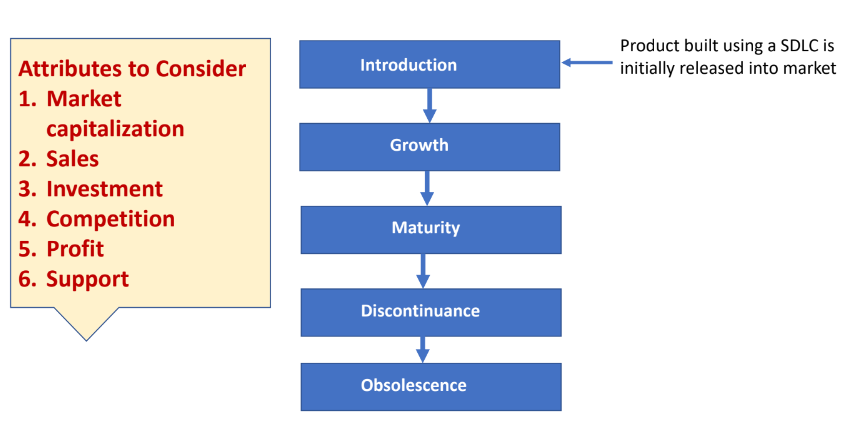 Attributes to Consider
1. Market
capitalization
2. Sales
3. Investment
4. Competition
5. Profit
6. Support
Introduction
Product built using a SDLC is
initially released into market
Growth
Maturity
Discontinuance
Obsolescence